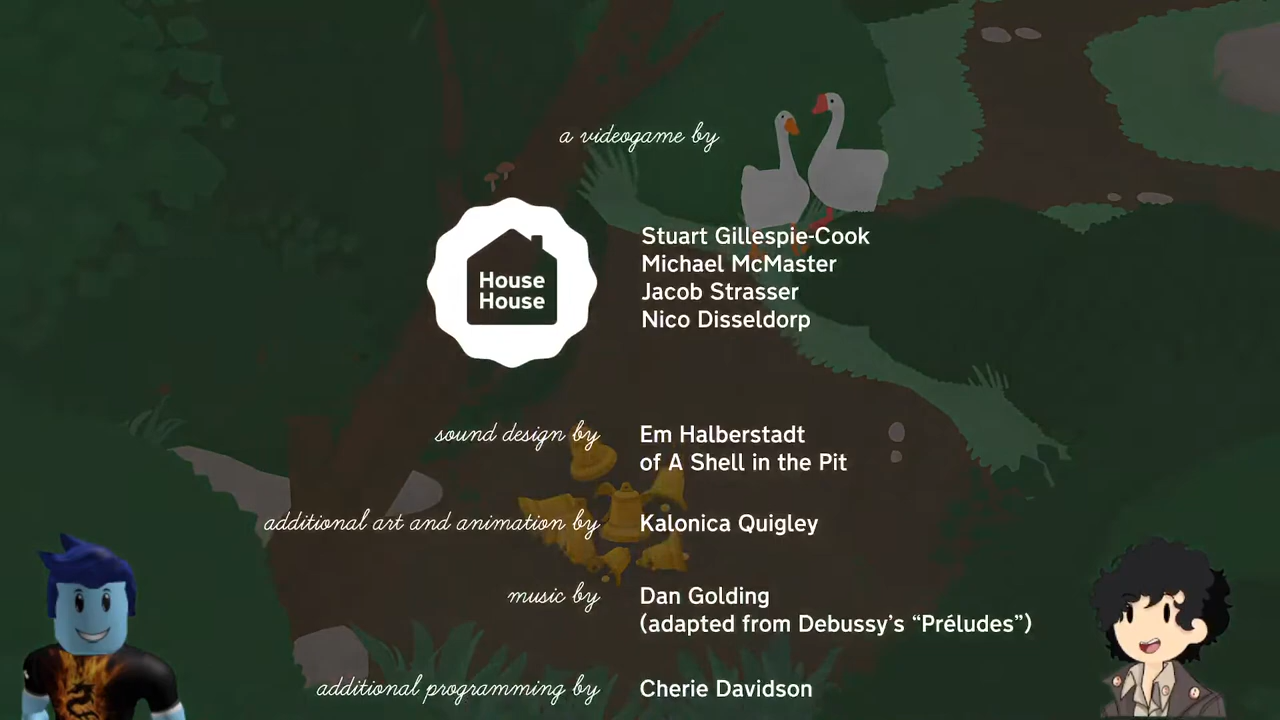 a videogame by
House
House
Stuart Gillespie-Cook
Michael McMaster
Jacob Strasser
Nico Disseldorp
sound design by
Em Halberstadt
of A Shell in the Pit
additional art and animation by
Kalonica Quigley
music by
Dan Golding
(adapted from Debussy's “Préludes”)
additional programming by
Cherie Davidson